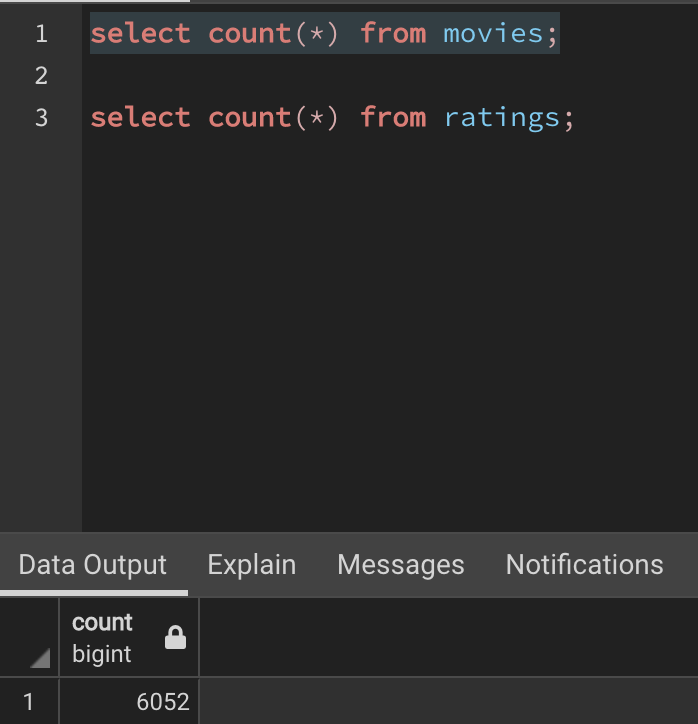 1 select count(*) from movies;
2
3 select count(*) from ratings;
Data Output Explain Messages Notifications
count
bigint
1 6052